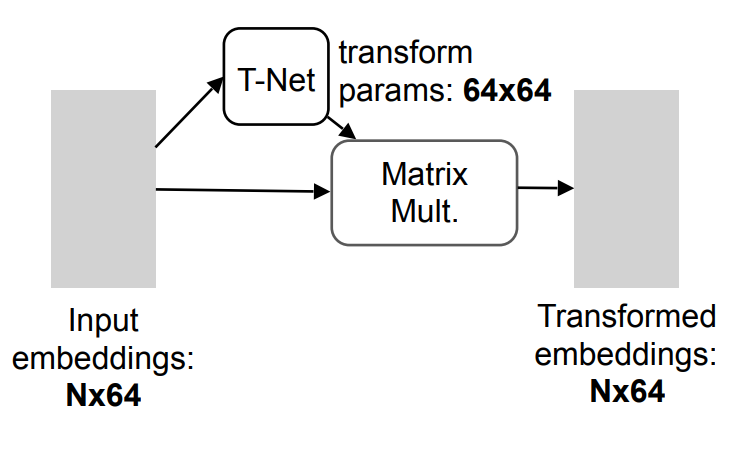 T-Net
transform
params: 64x64
Matrix
Mult.
Input
embeddings:
Nx64
Transformed
embeddings:
Nx64